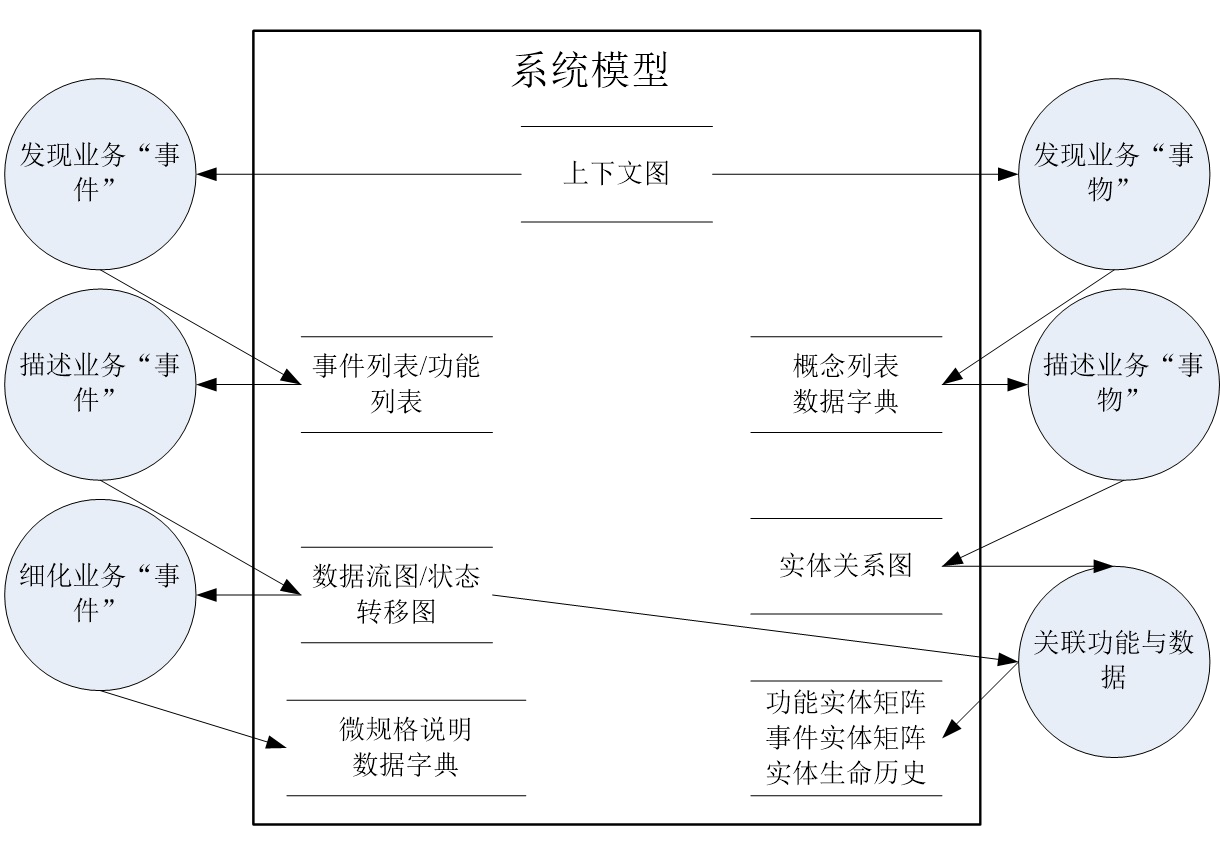 系统模型
发现业务“事
件”
上下文图
发现业务“事
物”
描述业务“事
件”
事件列表/功能
列表
概念列表
数据字典
描述业务“事
物”
细化业务“事
件”
数据流图/状态
转移图
实体关系图
关联功能与数
据
微规格说明
数据字典
功能实体矩阵
事件实体矩阵
实体生命历史